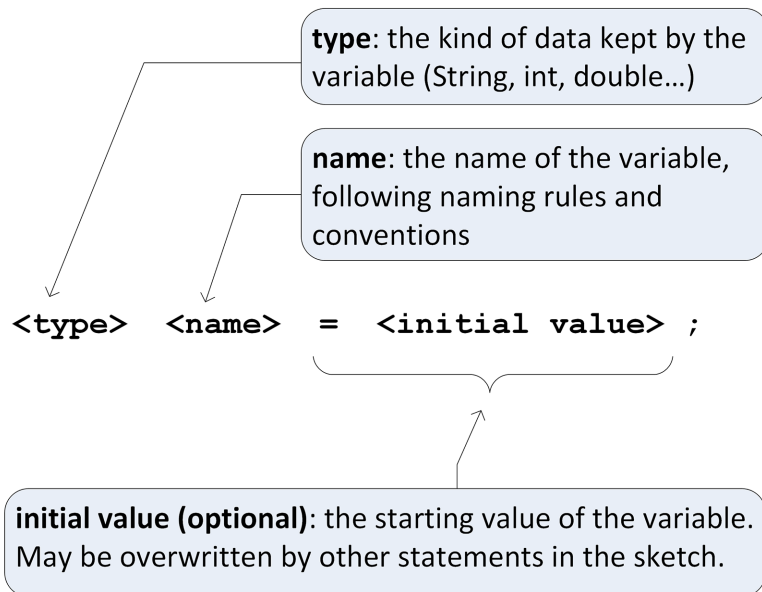 type: the kind of data kept by the
variable (String, int, double...)
name: the name of the variable,
following naming rules and
conventions
<type> <name> = <initial value> ;
initial value (optional): the starting value of the variable.
May be overwritten by other statements in the sketch.